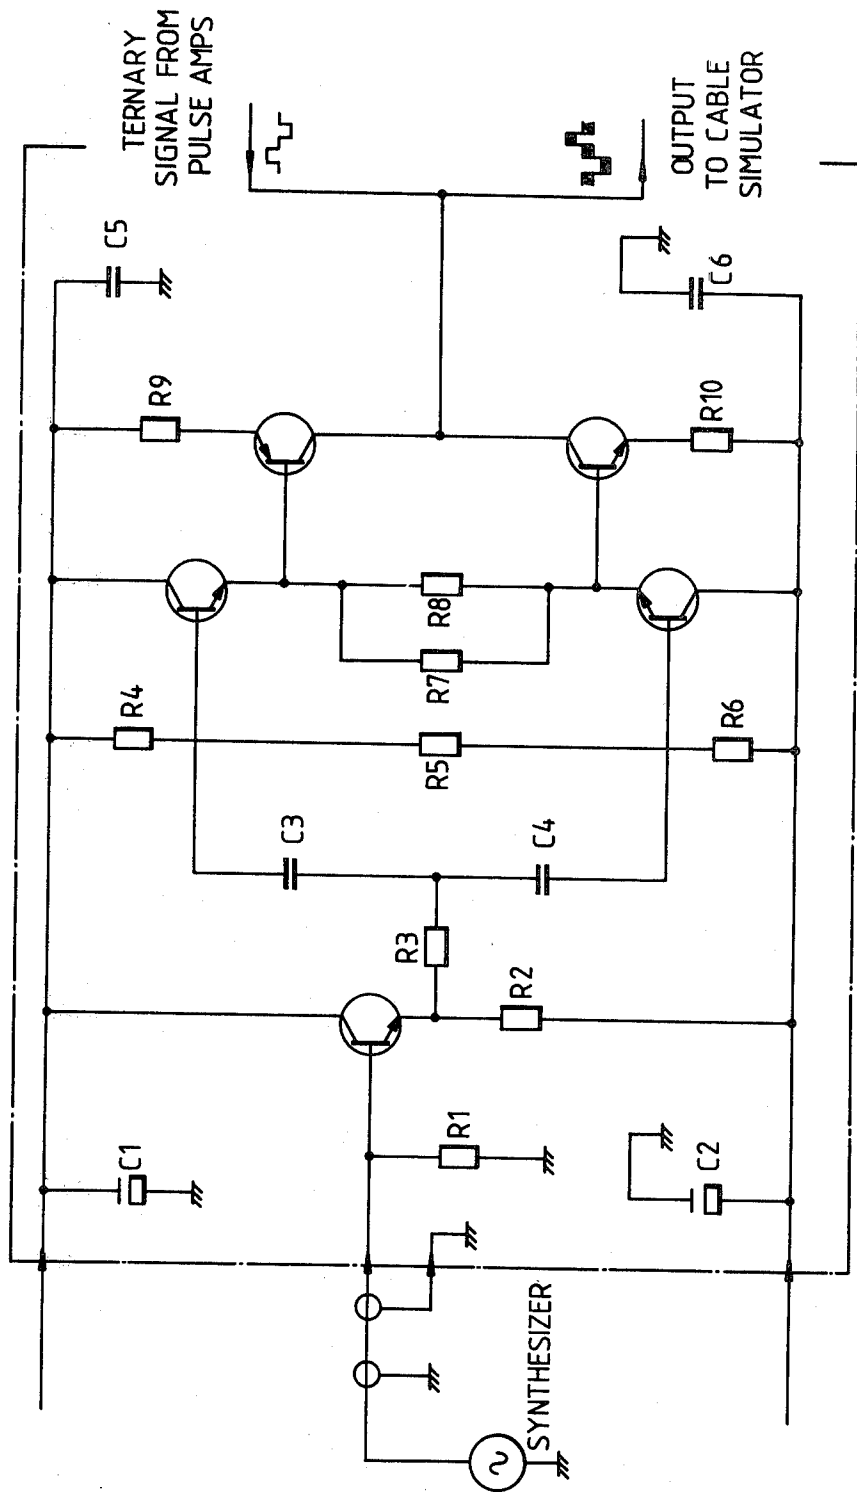 TERNARY
SIGNAL FROM
PULSE AMPS
C5
R9
R4
C3
C1
R8
R7
R5
R3
R1
SYNTHESIZER
R2
C4
R6
R10
C6
C2
OUTPUT
TO CABLE
SIMULATOR